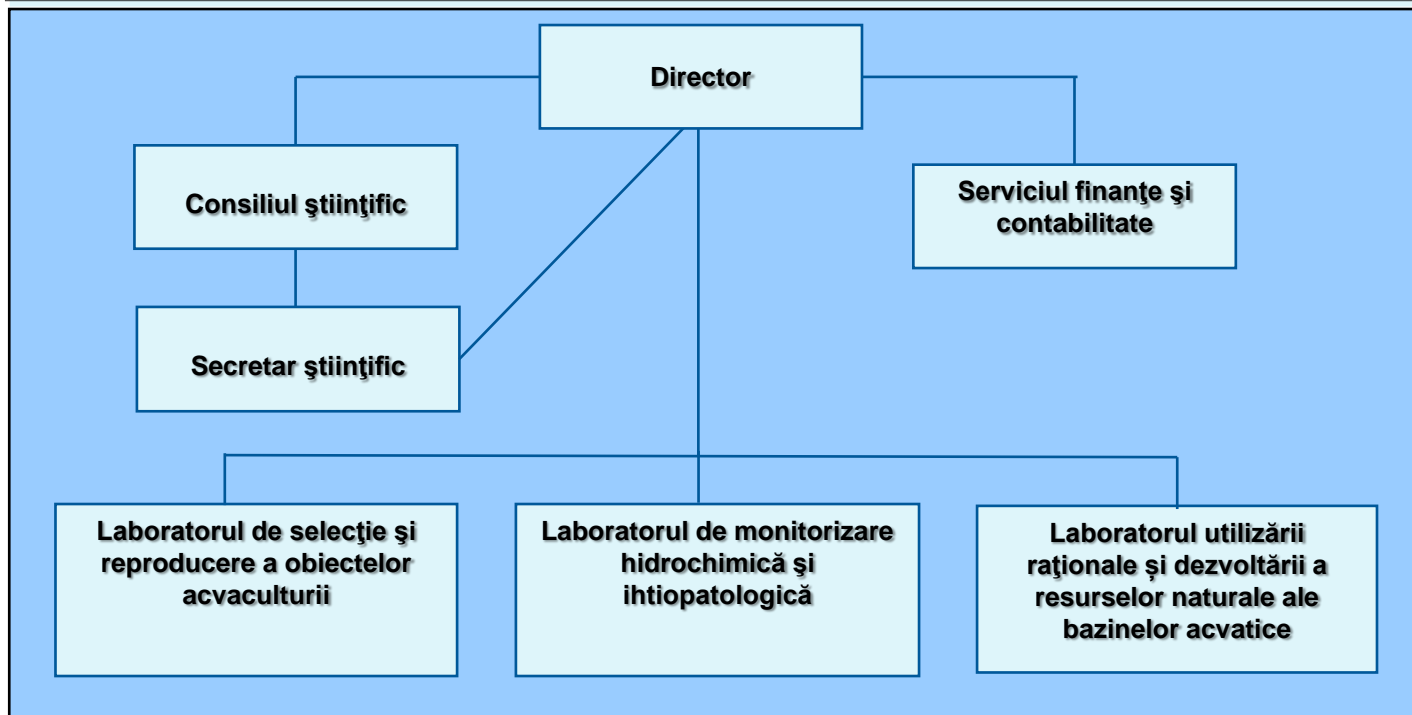 Director
Consiliul ştiinţific
Serviciul finanţe şi
contabilitate
Secretar ştiinţific
Laboratorul de selecţie şi
reproducere a obiectelor
acvaculturii
Laboratorul de monitorizare
hidrochimică şi
ihtiopatologică
Laboratorul utilizării
raţionale și dezvoltării a
resurselor naturale ale
bazinelor acvatice